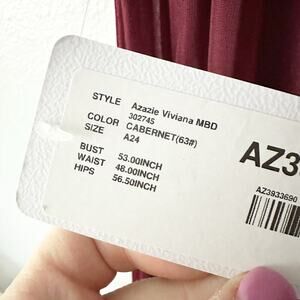 STYLE Azazie Viviana MBD
302745
COLOR CABERNET(63#)
SIZE A24
BUST 53.00INCH
WAIST 48.00INCH
HIPS 56.50INCH
AZ3
AZ3933690